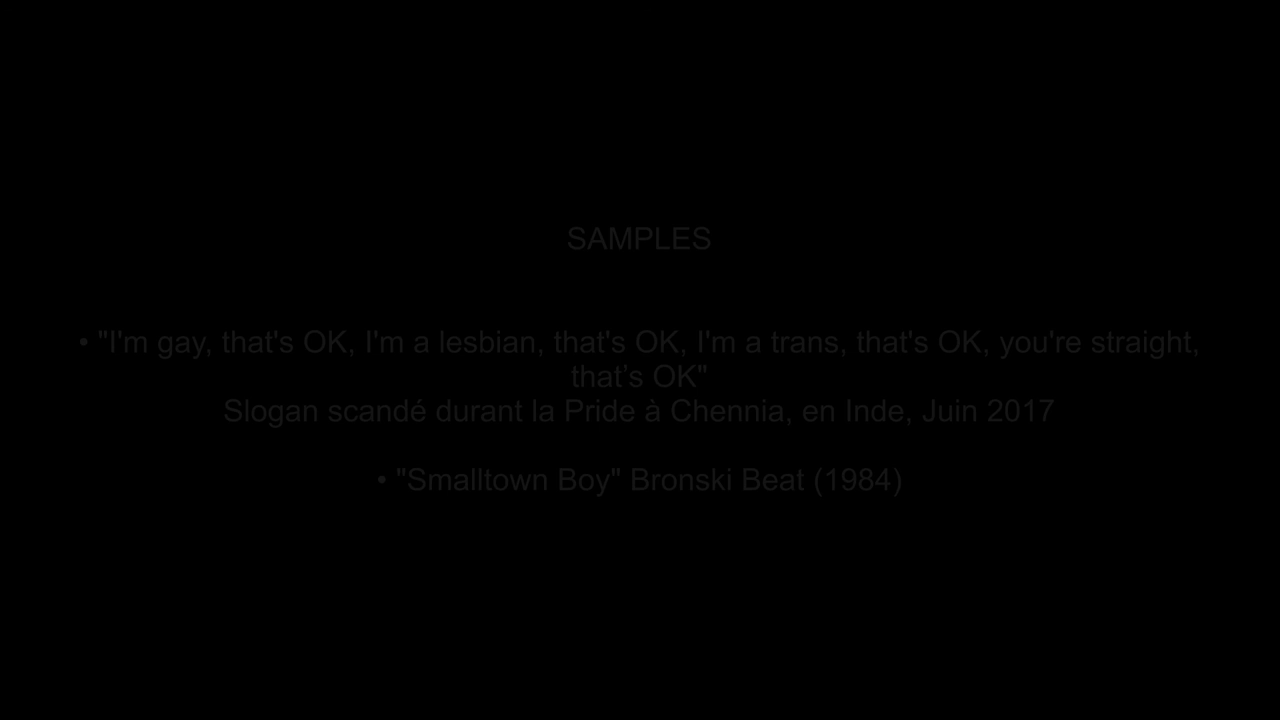 SAMPLES
• "I'm gay, that's OK, I'm a lesbian, that's OK, I'm a trans, that's OK, you're straight,
that’s OK"
Slogan scandé durant la Pride à Chennia, en Inde, Juin 2017
• "Smalltown Boy" Bronski Beat (1984)